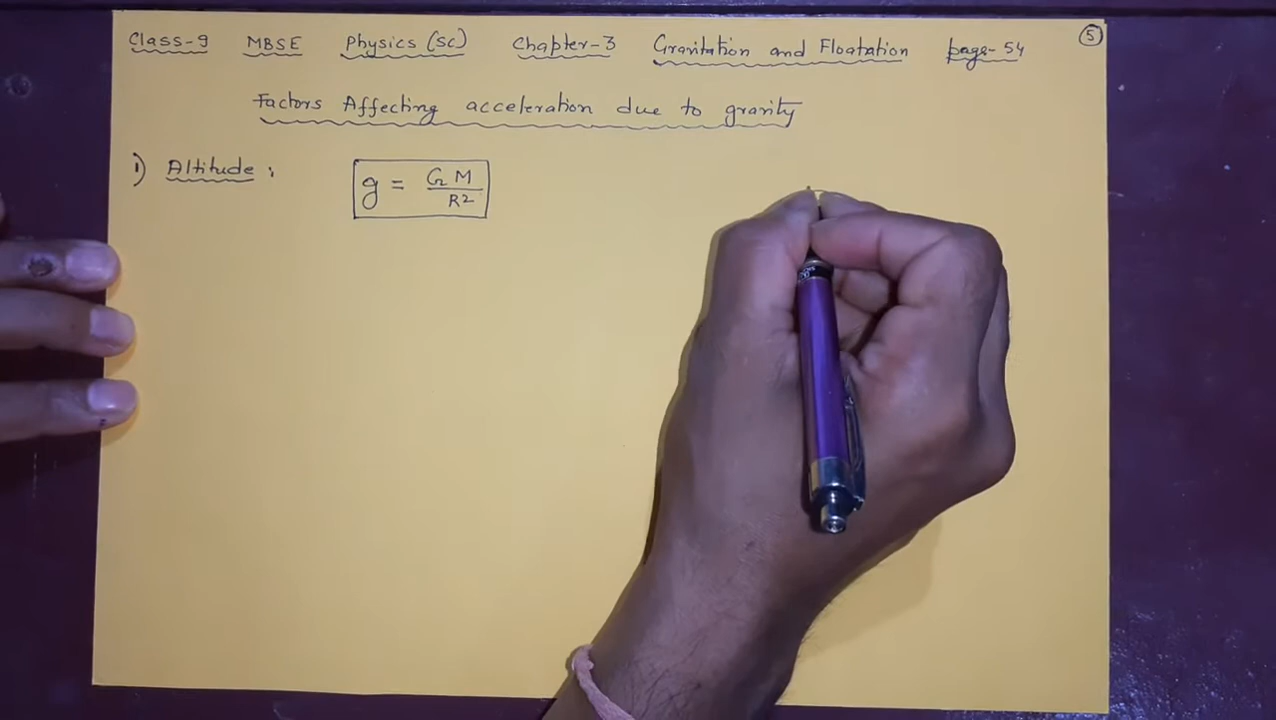 Class-9 MBSE Physics (SC) Chapter-3 Gravitation and Floatation page-54 5
Factors Affecting acceleration due to gravity
i) Altitude :
g = GM / R²